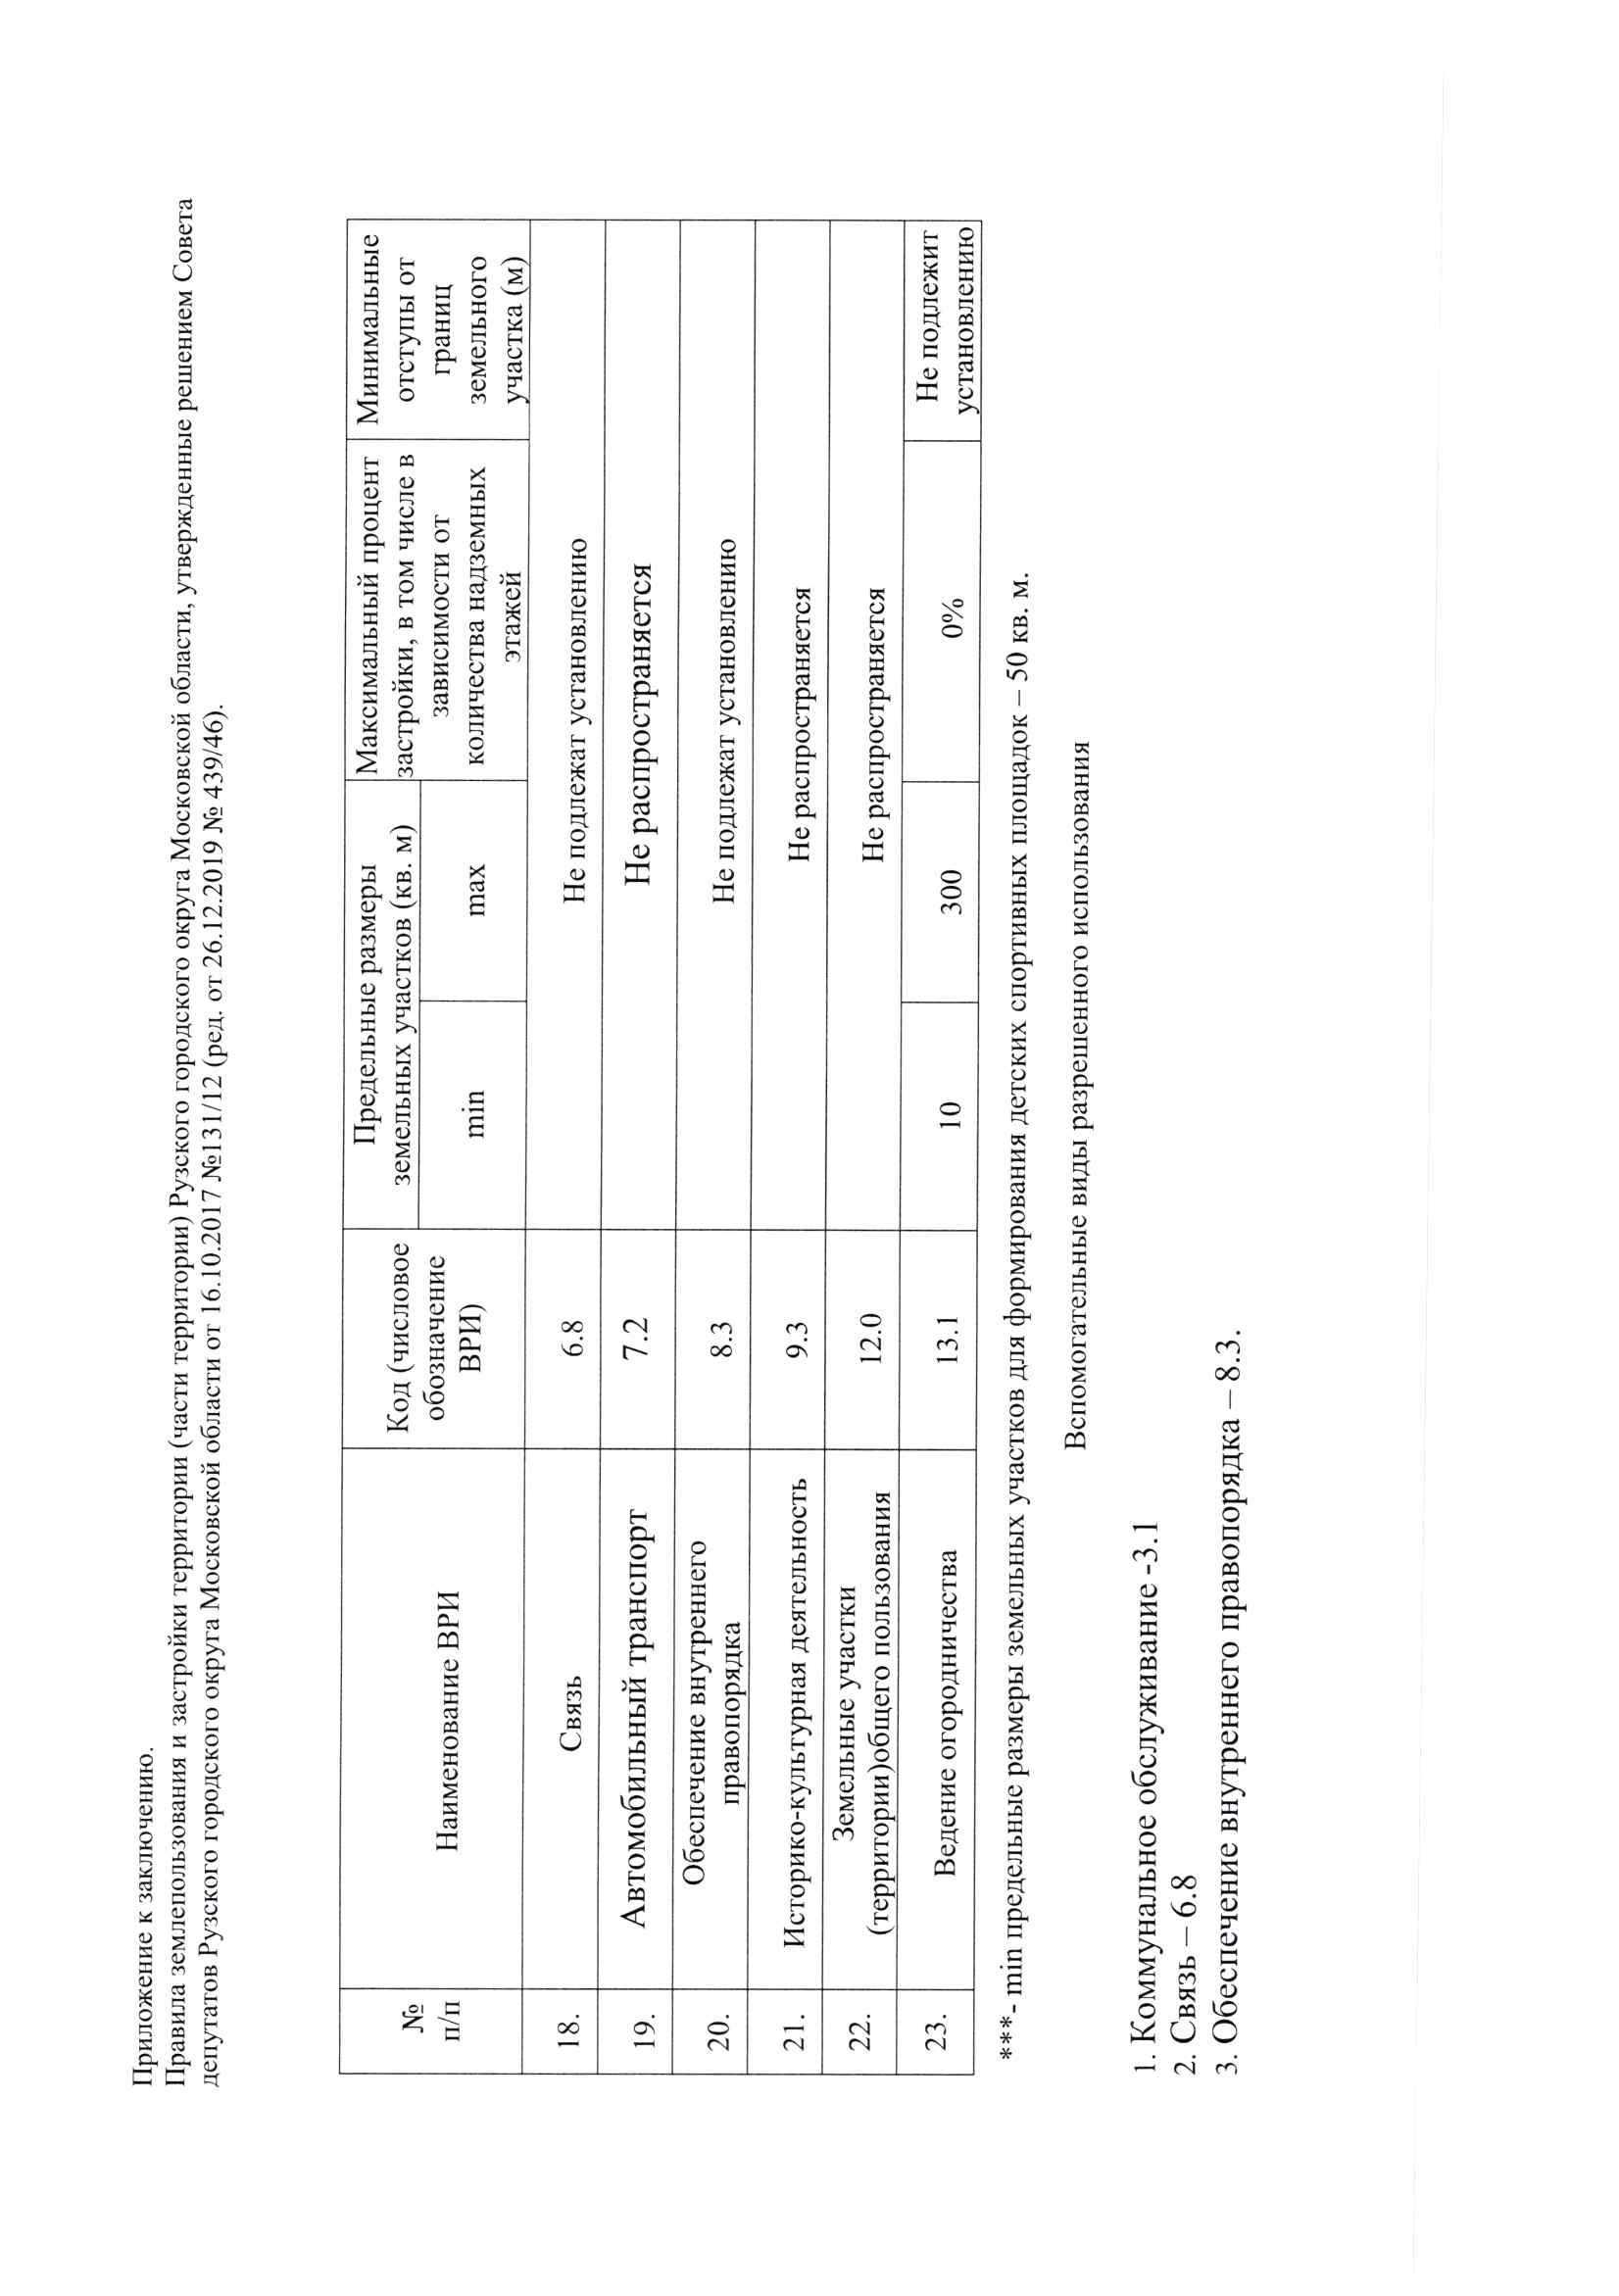 Приложение к заключению.
Правила землепользования и застройки территории (части территории) Рузского городского округа Московской области, утвержденные решением Совета
депутатов Рузского городского округа Московской области от 16.10.2017 №131/12 (ред. от 26.12.2019 № 439/46).
№
п/п
Наименование ВРИ
Код (числовое
обозначение
ВРИ)
Предельные размеры
земельных участков (кв. м)
min
max
Максимальный процент
застройки, в том числе в
зависимости от
количества надземных
этажей
Минимальные
отступы от
границ
земельного
участка (м)
18. Связь 6.8 Не подлежат установлению
19. Автомобильный транспорт 7.2 Не распространяется
20. Обеспечение внутреннего
правопорядка
8.3 Не подлежат установлению
21. Историко-культурная деятельность 9.3 Не распространяется
22. Земельные участки
(территории)общего пользования
12.0 Не распространяется
23. Ведение огородничества 13.1 10 300 0% Не подлежит
установлению
***- min предельные размеры земельных участков для формирования детских спортивных площадок – 50 кв. м.
Вспомогательные виды разрешенного использования
1. Коммунальное обслуживание -3.1
2. Связь – 6.8
3. Обеспечение внутреннего правопорядка – 8.3.